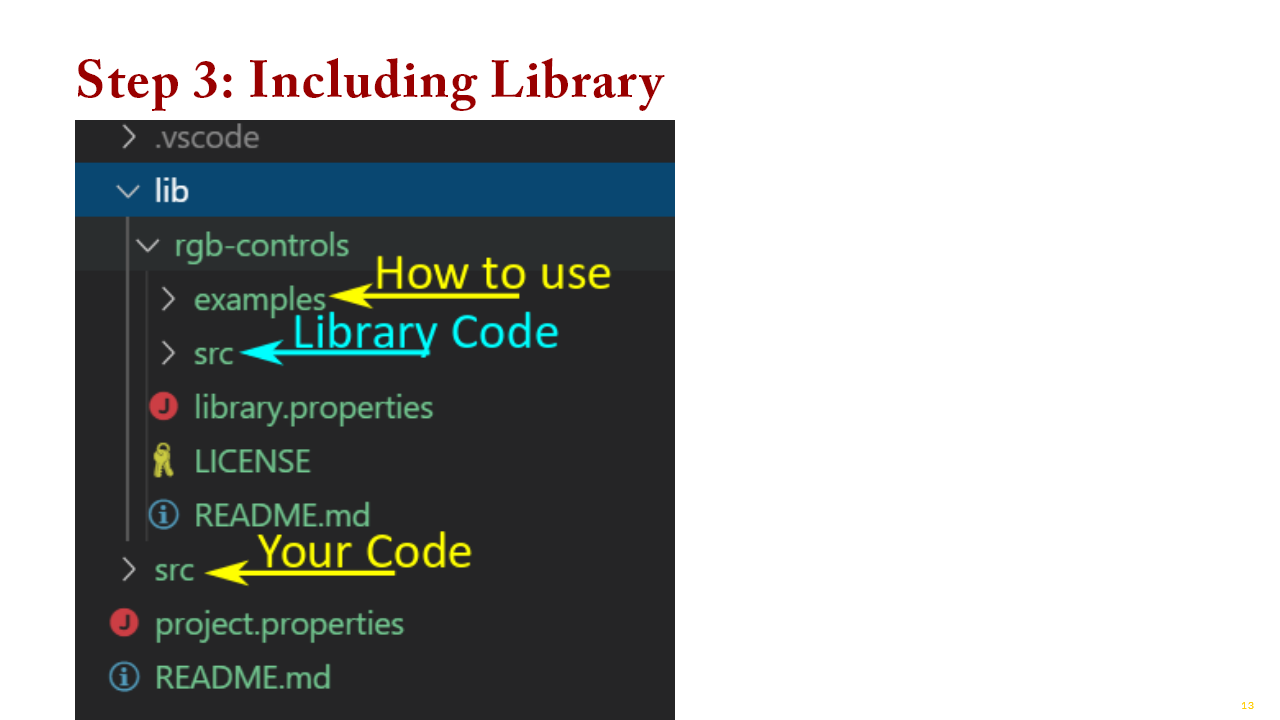 Step 3: Including Library
.vscode
lib
rgb-controls
How to use
examples
Library Code
src
library.properties
LICENSE
README.md
Your Code
src
project.properties
README.md
13